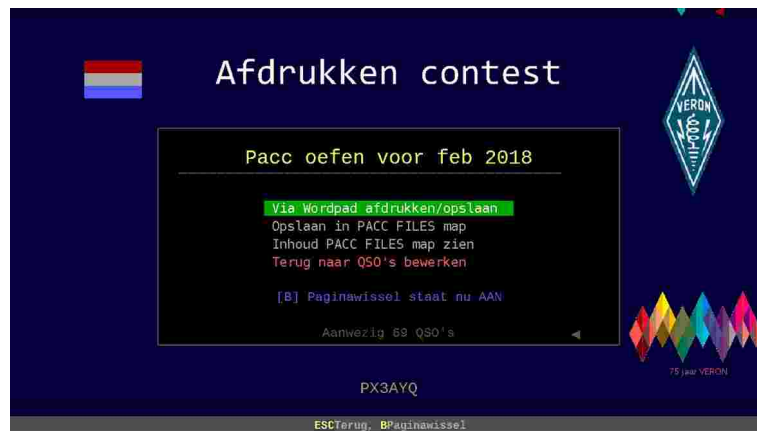 Afdrukken contest
VERON
Pacc oefen voor feb 2018
Via Wordpad afdrukken/opslaan
Opslaan in PACC FILES map
Inhoud PACC FILES map zien
Terug naar QSO's bewerken
[B] Paginawissel staat nu AAN
Aanwezig 69 QSO's
75 jaar VERON
PX3AYQ
ESCTerug, BPaginawissel